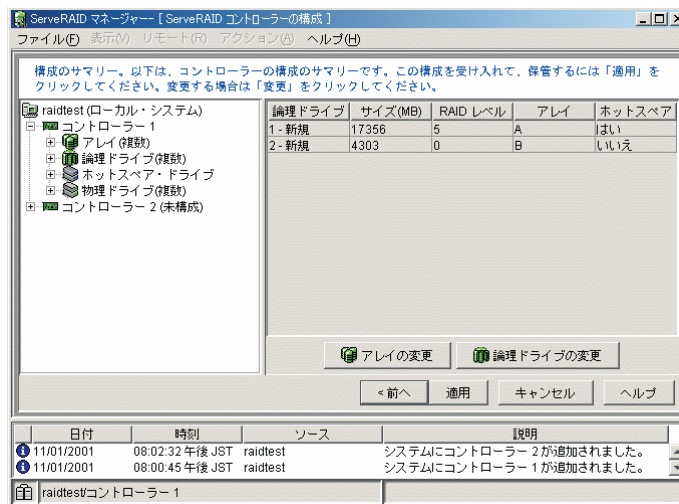 ServeRAID マネージャー- [ ServeRAID コントローラーの構成 ]
ファイル(F) 表示(V) リモート(R) アクション(A) ヘルプ(H)
構成のサマリー。以下は、コントローラーの構成のサマリーです。この構成を受け入れて、保管するには「適用」を
クリックしてください。変更する場合は「変更」をクリックしてください。
raidtest (ローカル・システム)
コントローラー 1
アレイ(複数)
論理ドライブ(複数)
ホットスペア・ドライブ
物理ドライブ(複数)
コントローラー 2 (未構成)
論理ドライブ サイズ(MB) RAID レベル アレイ ホットスペア
1 - 新規 17356 5 A はい
2 - 新規 4303 0 B いいえ
アレイの変更 論理ドライブの変更
<前へ 適用 キャンセル ヘルプ
日付 時刻 ソース 説明
11/01/2001 08:02:32 午後 JST raidtest システムにコントローラー 2 が追加されました。
11/01/2001 08:00:45 午後 JST raidtest システムにコントローラー 1 が追加されました。
raidtest/コントローラー 1